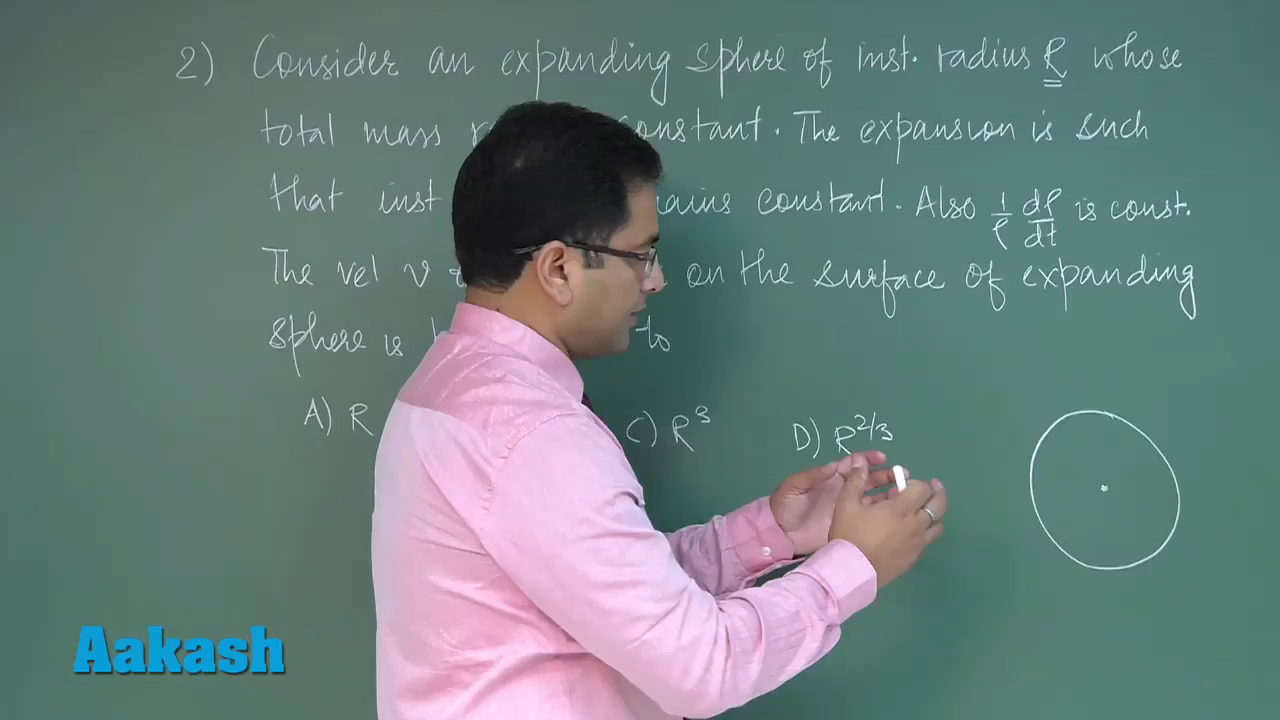 2) Consider an expanding sphere of inst. radius R whose
total mass constant. The expansion is such
that inst constant. Also 1/ρ dρ/dt is const.
The vel v on the surface of expanding
sphere is to
A) R C) R³ D) R^2/3
Aakash